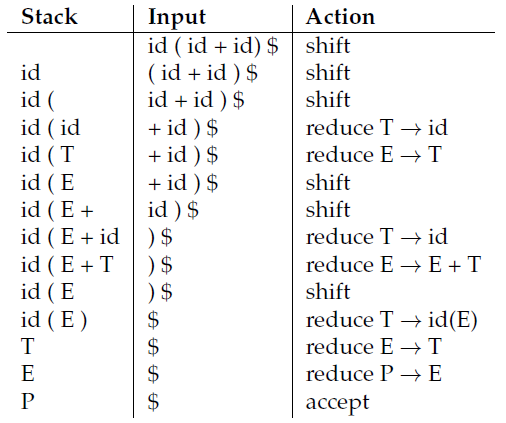 Stack Input Action
id ( id + id) $ shift
id ( id + id ) $ shift
id ( id + id ) $ shift
id ( id + id ) $ reduce T → id
id ( T + id ) $ reduce E → T
id ( E + id ) $ shift
id ( E + id ) $ shift
id ( E + id ) $ reduce T → id
id ( E + T ) $ reduce E → E + T
id ( E ) $ shift
id ( E ) $ reduce T → id(E)
T $ reduce E → T
E $ reduce P → E
P $ accept